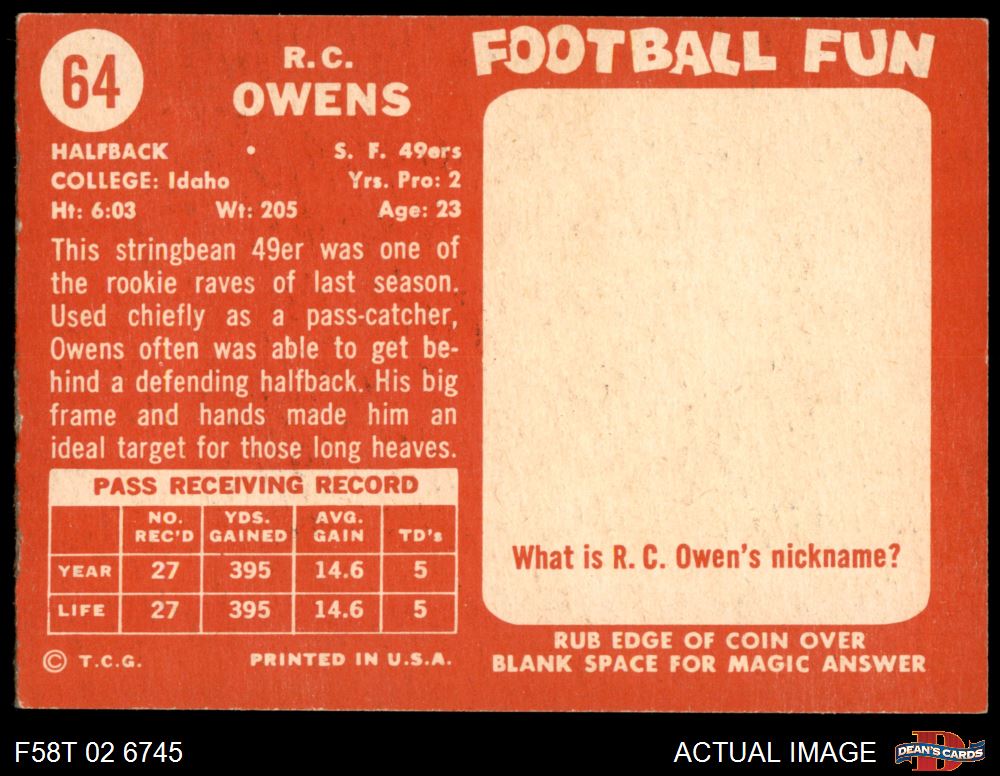 64
R.C.
OWENS
HALFBACK • S. F. 49ers
COLLEGE: Idaho Yrs. Pro: 2
Ht: 6:03 Wt: 205 Age: 23
This stringbean 49er was one of
the rookie raves of last season.
Used chiefly as a pass-catcher,
Owens often was able to get be-
hind a defending halfback. His big
frame and hands made him an
ideal target for those long heaves.
PASS RECEIVING RECORD
NO. REC'D YDS. GAINED AVG. GAIN TD's
YEAR 27 395 14.6 5
LIFE 27 395 14.6 5
© T.C.G. PRINTED IN U.S.A.
FOOTBALL FUN
What is R. C. Owen's nickname?
RUB EDGE OF COIN OVER
BLANK SPACE FOR MAGIC ANSWER
F58T 02 6745
ACTUAL IMAGE
D
DEAN'S CARDS